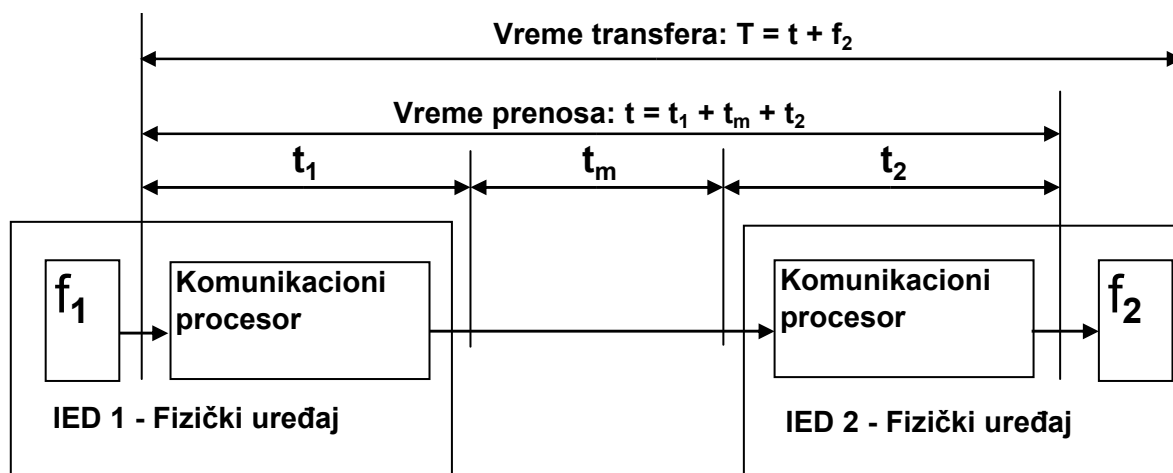 Vreme transfera: T = t + f₂
Vreme prenosa: t = t₁ + tₘ + t₂
t₁ tₘ t₂
f₁ Komunikacioni procesor Komunikacioni procesor f₂
IED 1 - Fizički uređaj IED 2 - Fizički uređaj